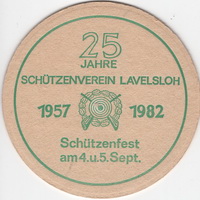 25
JAHRE
SCHÜTZENVEREIN LAVELSLOH
1957 1982
Schützenfest
am 4.u.5.Sept.